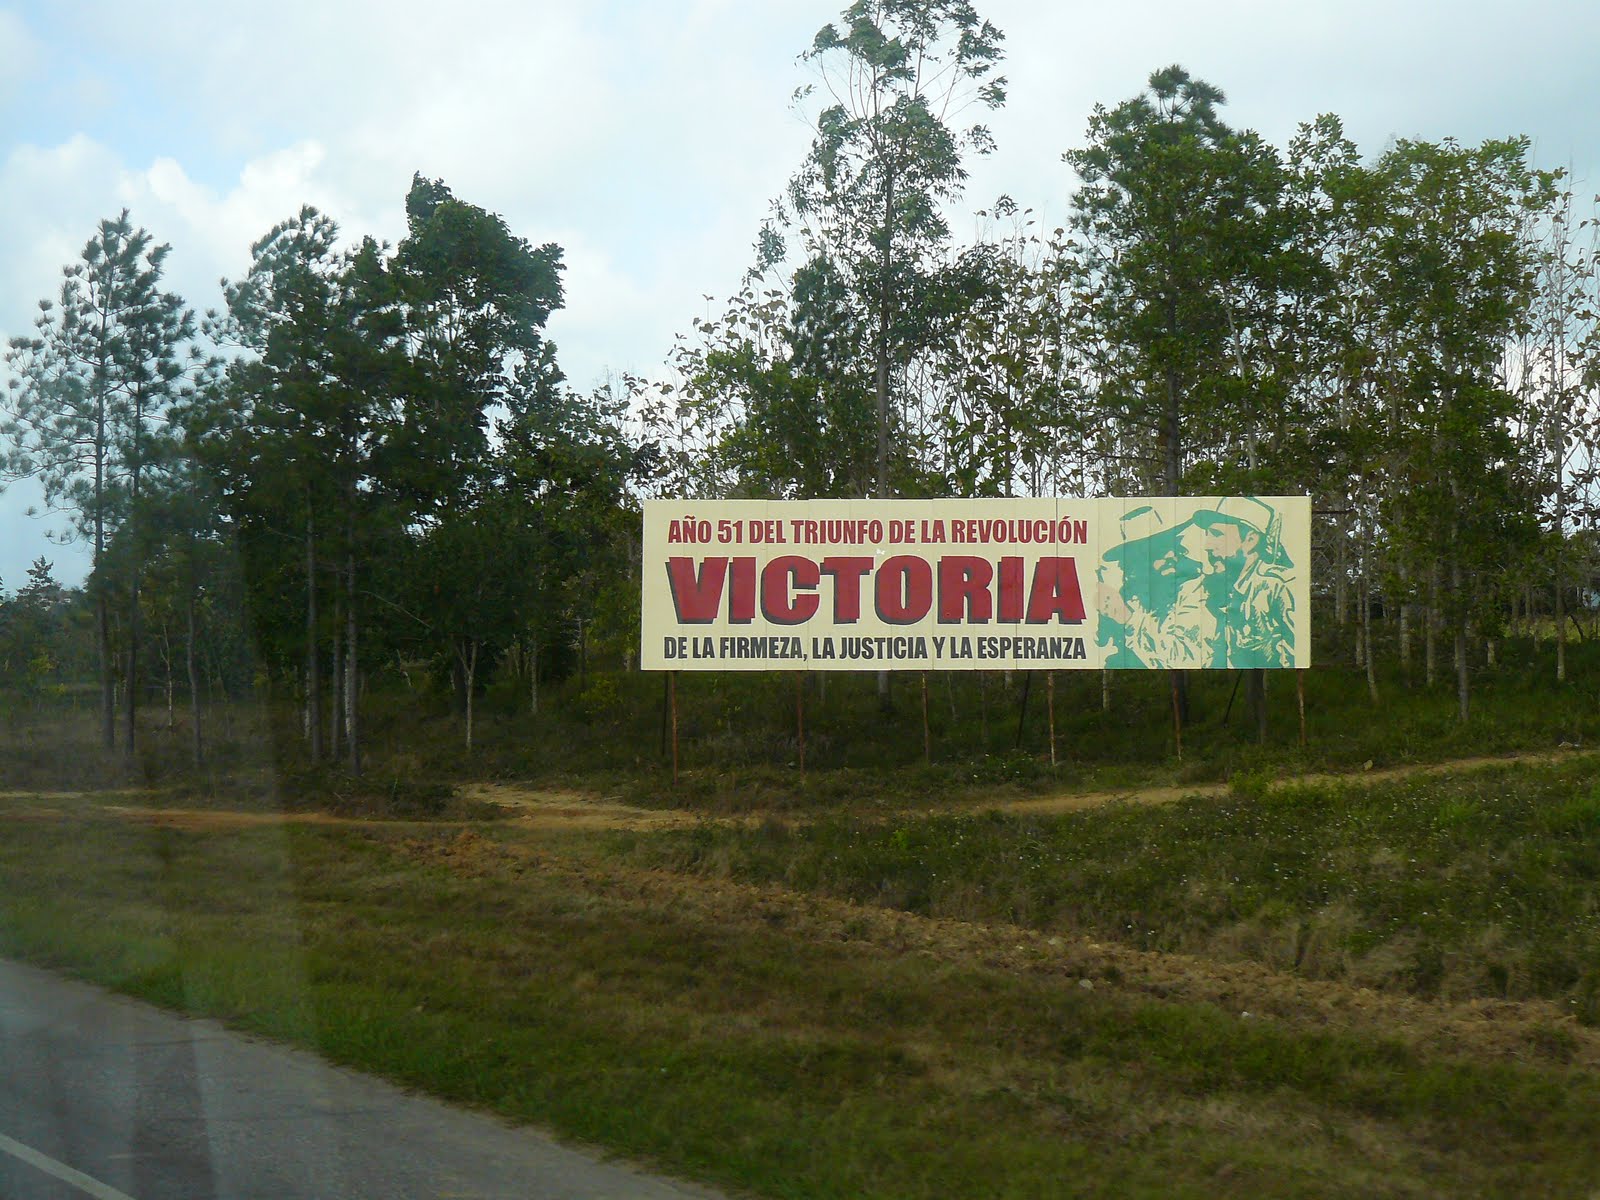 AÑO 51 DEL TRIUNFO DE LA REVOLUCIÓN
VICTORIA
DE LA FIRMEZA, LA JUSTICIA Y LA ESPERANZA